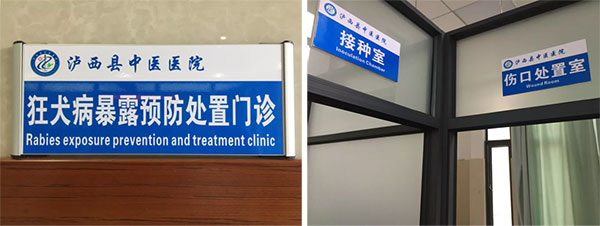 泸西县中医医院
狂犬病暴露预防处置门诊
Rabies exposure prevention and treatment clinic
泸西县中医医院
接种室
Inoculation Chamber
泸西县中医医院
伤口处置室
Wound Room